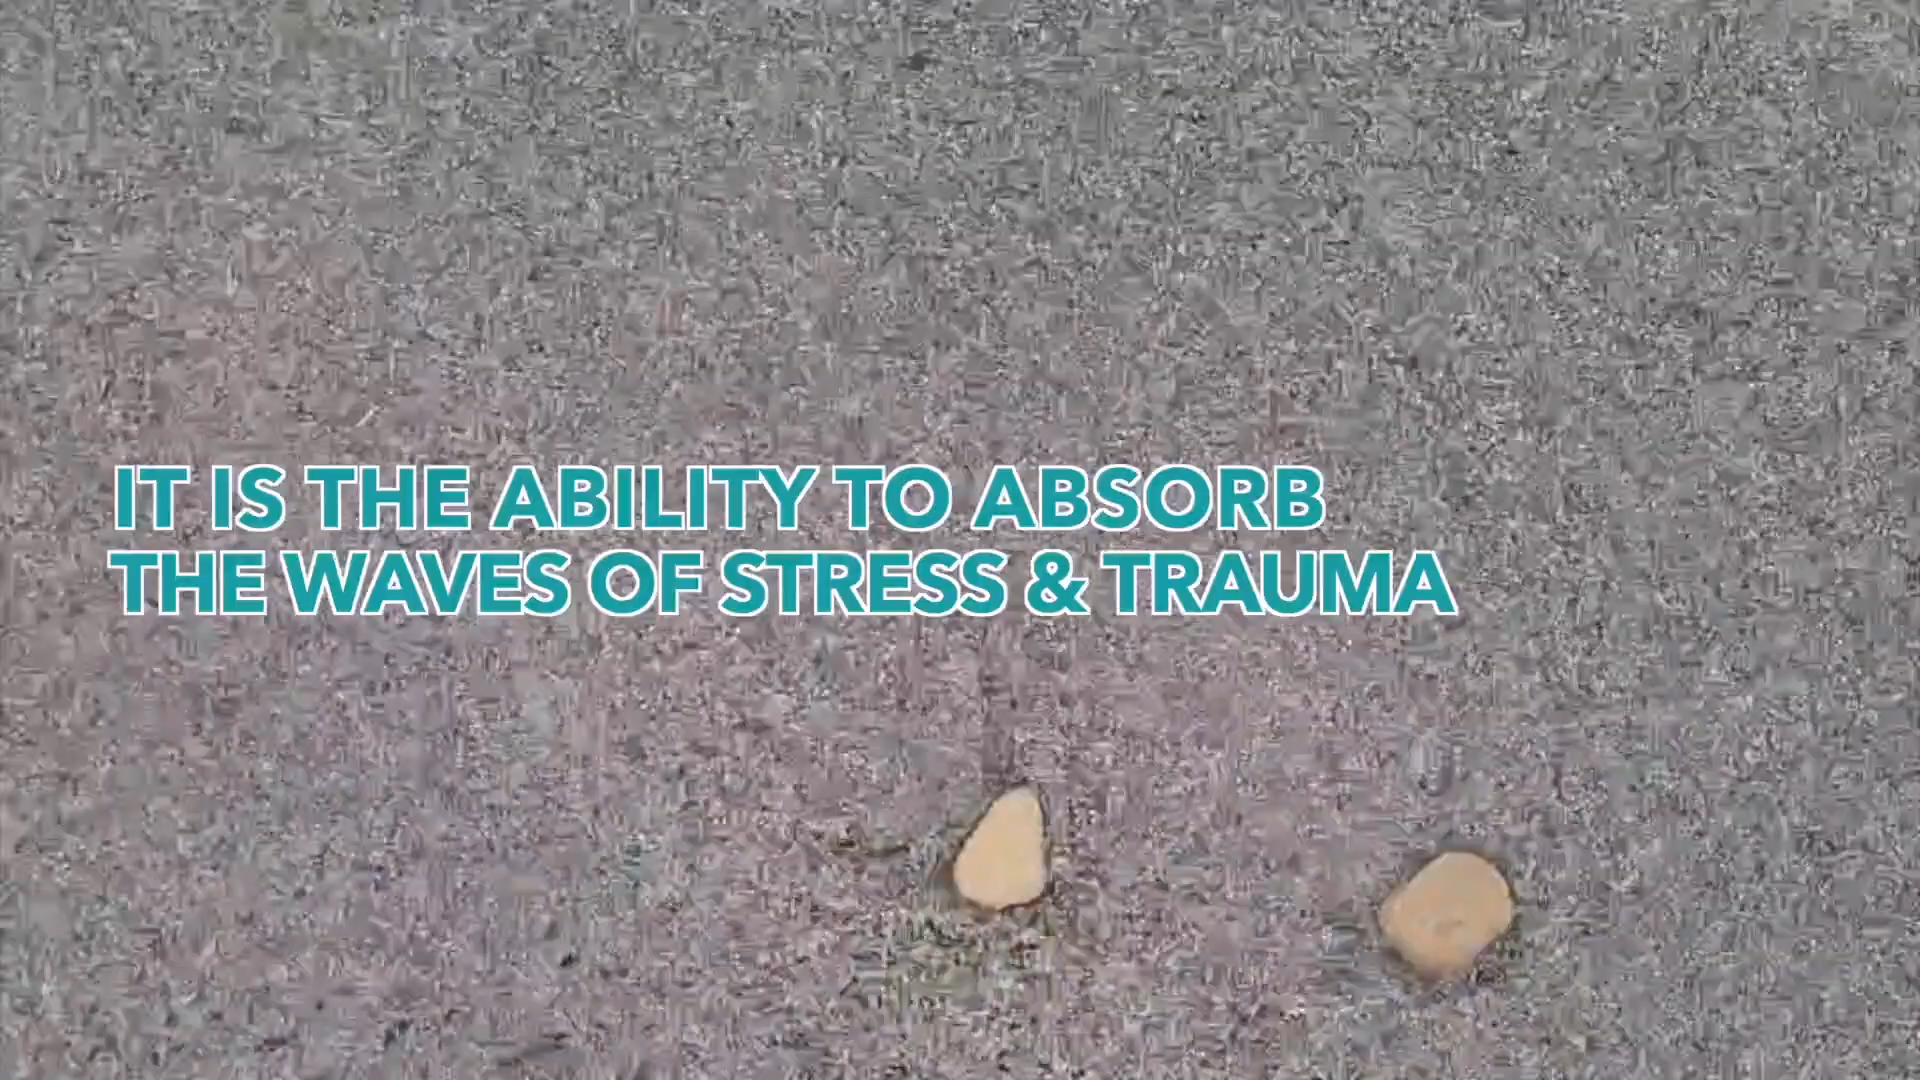 IT IS THE ABILITY TO ABSORB
THE WAVES OF STRESS & TRAUMA